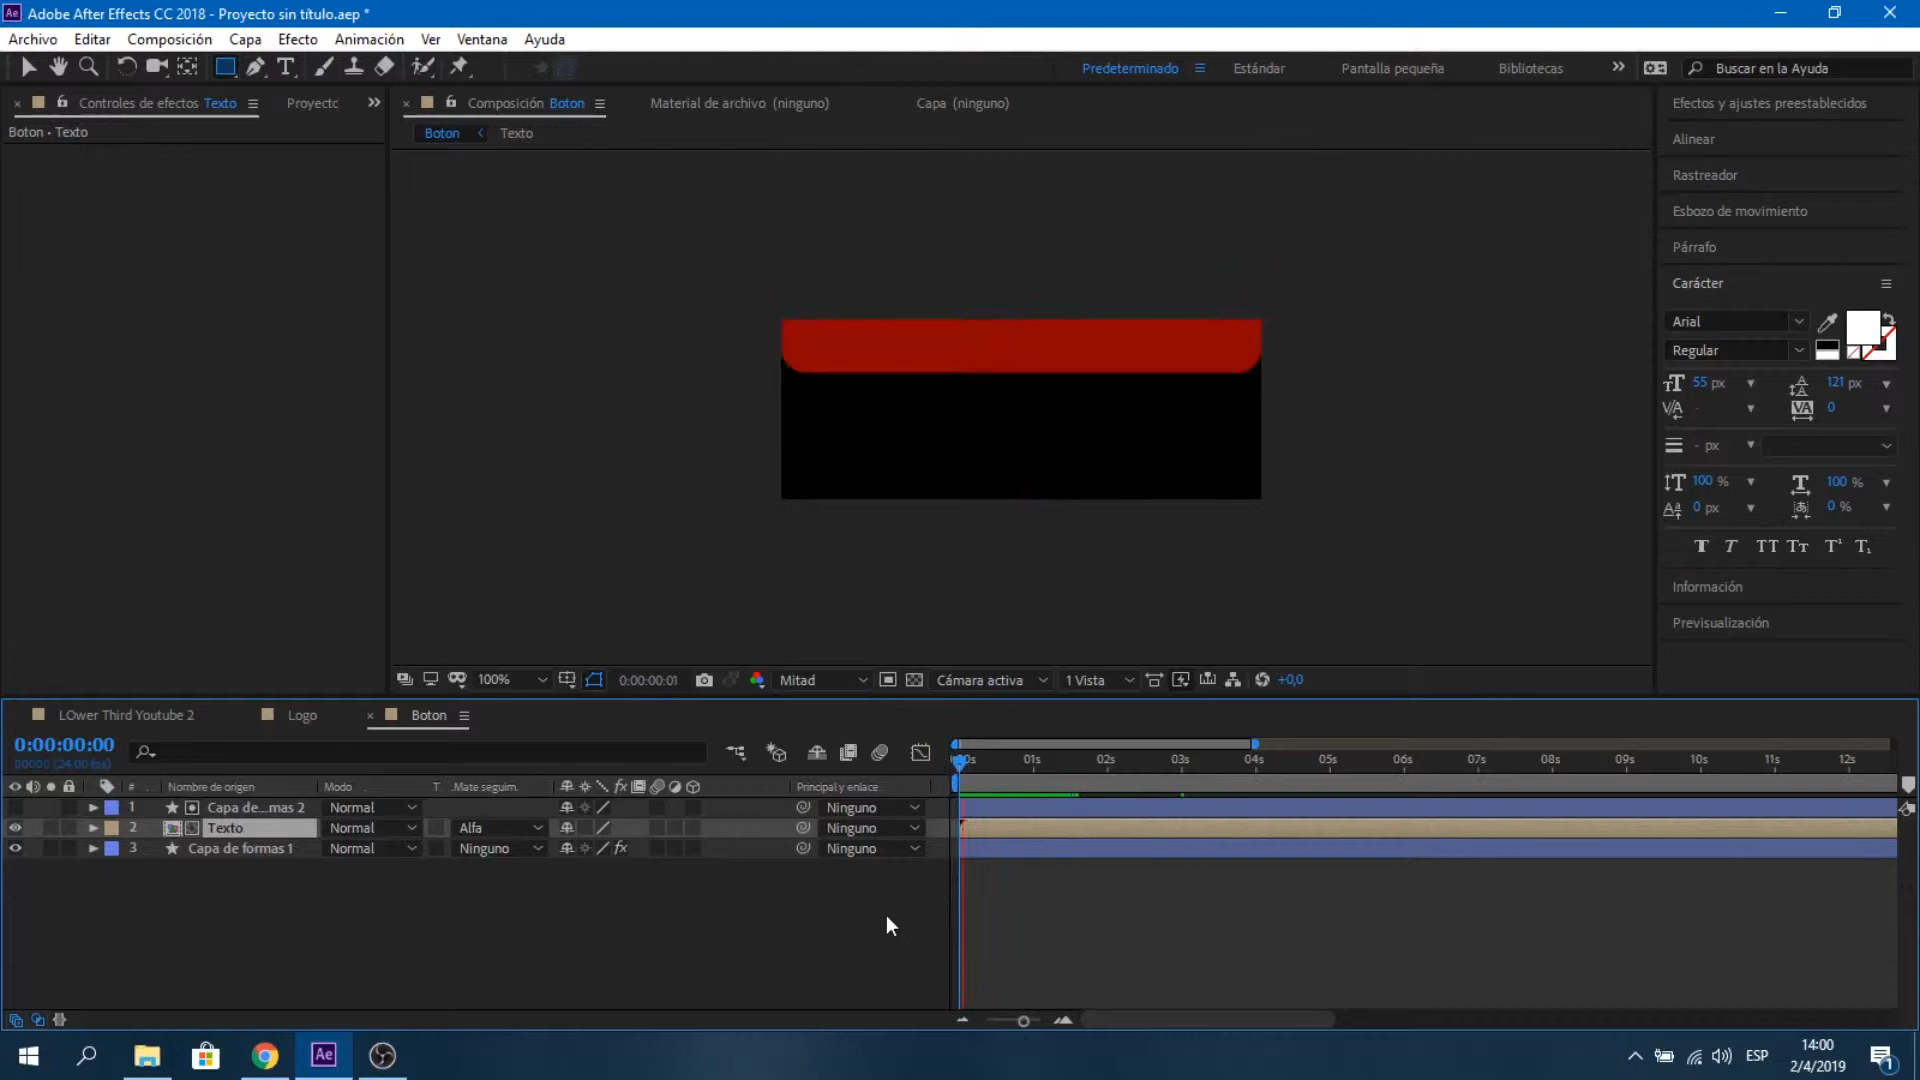 Adobe After Effects CC 2018 - Proyecto sin título.aep *
Archivo Editar Composición Capa Efecto Animación Ver Ventana Ayuda
Predeterminado Estándar Pantalla pequeña Bibliotecas Buscar en la Ayuda
Controles de efectos Texto Proyecto
Composición Boton Material de archivo (ninguno) Capa (ninguno)
Boton • Texto
Boton Texto
Efectos y ajustes preestablecidos
Alinear
Rastreador
Esbozo de movimiento
Párrafo
Carácter
Arial
Regular
55 px 121 px
0
- px
100 % 100 %
0 px 0 %
Información
Previsualización
100% 0:00:00:01 Mitad Cámara activa 1 Vista +0,0
LOwer Third Youtube 2 Logo Boton
0:00:00:00
00000 (24.00 fps)
# Nombre de origen Modo T .Mate seguim. Principal y enlace
01s 02s 03s 04s 05s 06s 07s 08s 09s 10s 11s 12s
1 Capa de...mas 2 Normal Ninguno
2 Texto Normal Alfa Ninguno
3 Capa de formas 1 Normal Ninguno Ninguno
ESP
14:00
2/4/2019
1